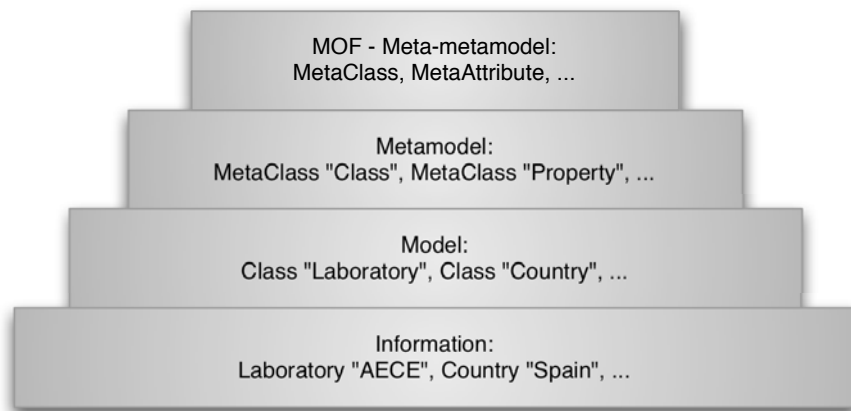 MOF - Meta-metamodel:
MetaClass, MetaAttribute, ...
Metamodel:
MetaClass "Class", MetaClass "Property", ...
Model:
Class "Laboratory", Class "Country", ...
Information:
Laboratory "AECE", Country "Spain", ...